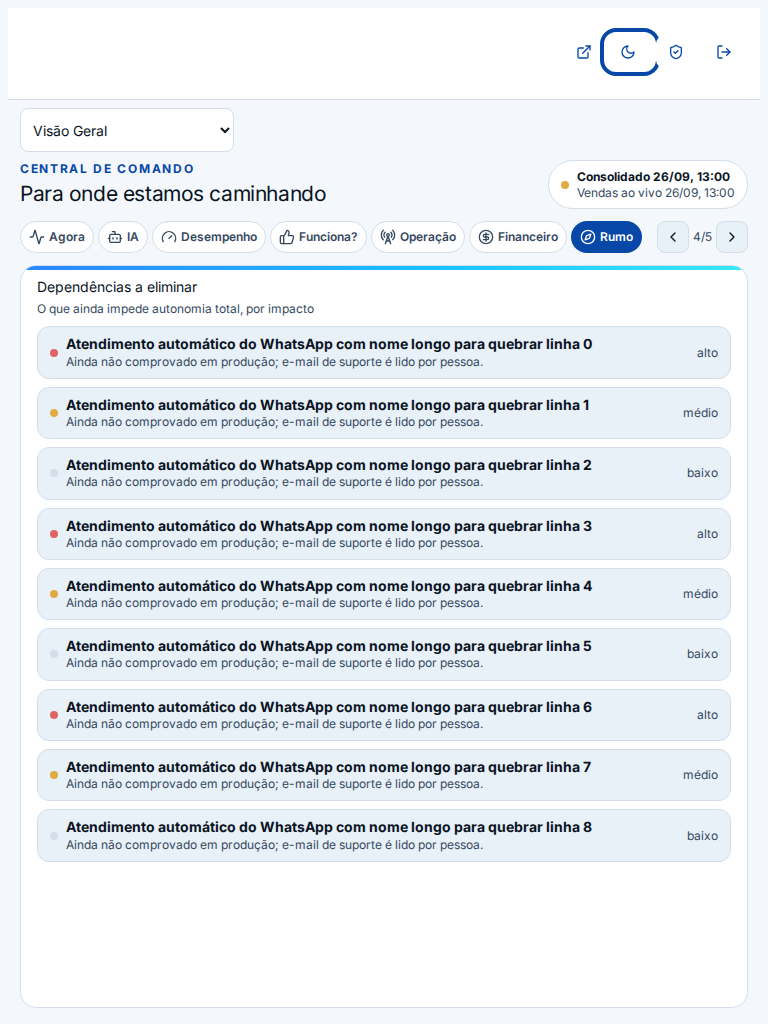 Visão Geral
CENTRAL DE COMANDO
Para onde estamos caminhando
Consolidado 26/09, 13:00
Vendas ao vivo 26/09, 13:00
Agora
IA
Desempenho
Funciona?
Operação
Financeiro
Rumo
4/5
Dependências a eliminar
O que ainda impede autonomia total, por impacto
Atendimento automático do WhatsApp com nome longo para quebrar linha 0
Ainda não comprovado em produção; e-mail de suporte é lido por pessoa.
alto
Atendimento automático do WhatsApp com nome longo para quebrar linha 1
Ainda não comprovado em produção; e-mail de suporte é lido por pessoa.
médio
Atendimento automático do WhatsApp com nome longo para quebrar linha 2
Ainda não comprovado em produção; e-mail de suporte é lido por pessoa.
baixo
Atendimento automático do WhatsApp com nome longo para quebrar linha 3
Ainda não comprovado em produção; e-mail de suporte é lido por pessoa.
alto
Atendimento automático do WhatsApp com nome longo para quebrar linha 4
Ainda não comprovado em produção; e-mail de suporte é lido por pessoa.
médio
Atendimento automático do WhatsApp com nome longo para quebrar linha 5
Ainda não comprovado em produção; e-mail de suporte é lido por pessoa.
baixo
Atendimento automático do WhatsApp com nome longo para quebrar linha 6
Ainda não comprovado em produção; e-mail de suporte é lido por pessoa.
alto
Atendimento automático do WhatsApp com nome longo para quebrar linha 7
Ainda não comprovado em produção; e-mail de suporte é lido por pessoa.
médio
Atendimento automático do WhatsApp com nome longo para quebrar linha 8
Ainda não comprovado em produção; e-mail de suporte é lido por pessoa.
baixo